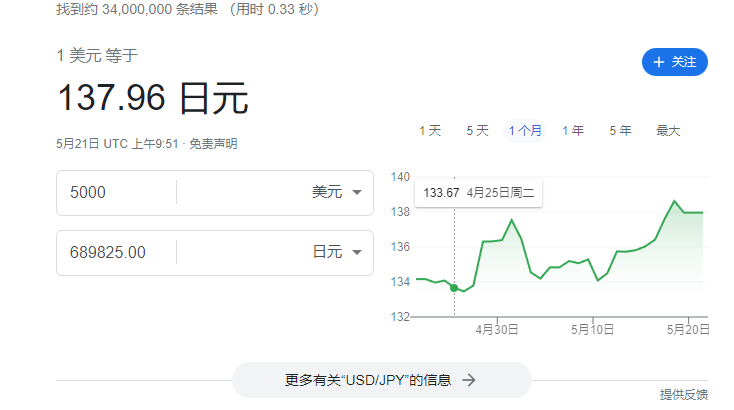 找到约 34,000,000 条结果 （用时 0.33 秒）
1 美元 等于
关注
137.96 日元
5月21日 UTC 上午9:51 · 免责声明
1 天 5 天 1 个月 1 年 5 年 最大
5000 美元
689825.00 日元
140
133.67 4月25日周二
138
136
134
132
4月30日 5月10日 5月20日
更多有关“USD/JPY”的信息
提供反馈